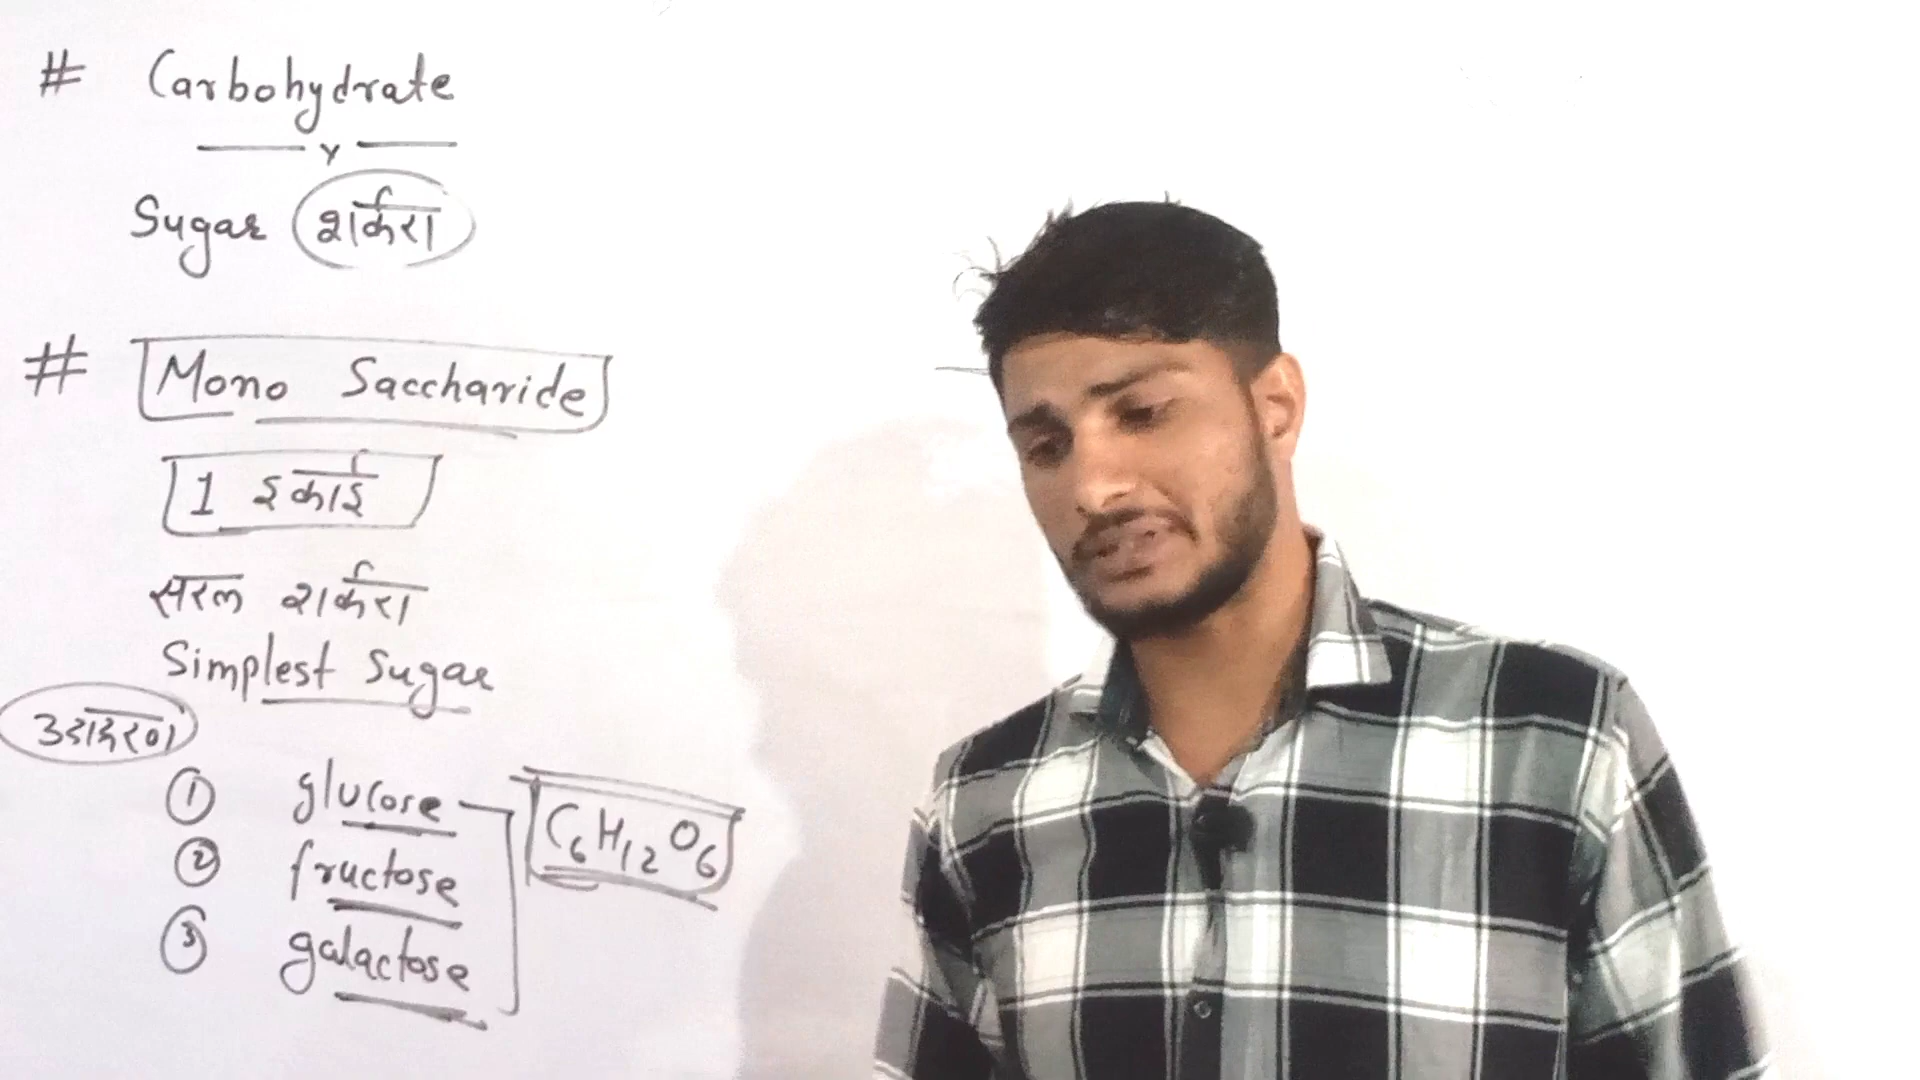 # Carbohydrate
Sugar शर्करा
# Mono Saccharide
1 इकाई
सरल शर्करा
Simplest Sugar
उदाहरण
① glucose
C6H12O6
② fructose
③ galactose